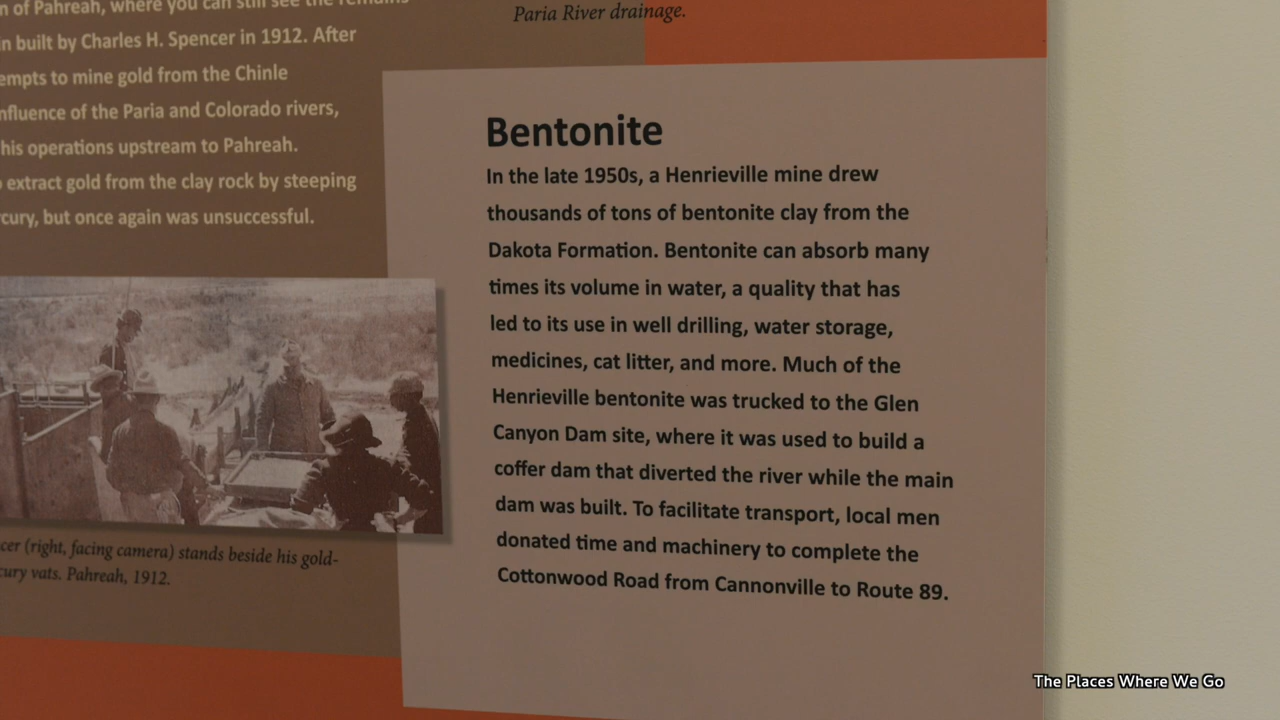 n of Pahreah, where you can still see the remains
in built by Charles H. Spencer in 1912. After
empts to mine gold from the Chinle
nfluence of the Paria and Colorado rivers,
his operations upstream to Pahreah.
extract gold from the clay rock by steeping
rcury, but once again was unsuccessful.
cer (right, facing camera) stands beside his gold-
cury vats. Pahreah, 1912.
Paria River drainage.
Bentonite
In the late 1950s, a Henrieville mine drew
thousands of tons of bentonite clay from the
Dakota Formation. Bentonite can absorb many
times its volume in water, a quality that has
led to its use in well drilling, water storage,
medicines, cat litter, and more. Much of the
Henrieville bentonite was trucked to the Glen
Canyon Dam site, where it was used to build a
coffer dam that diverted the river while the main
dam was built. To facilitate transport, local men
donated time and machinery to complete the
Cottonwood Road from Cannonville to Route 89.
The Places Where We Go